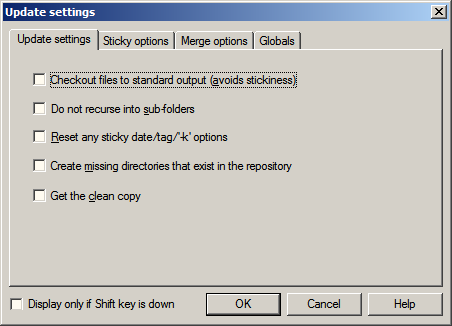 Update settings
Update settings Sticky options Merge options Globals
Checkout files to standard output (avoids stickiness)
Do not recurse into sub-folders
Reset any sticky date/tag/'-k' options
Create missing directories that exist in the repository
Get the clean copy
Display only if Shift key is down OK Cancel Help